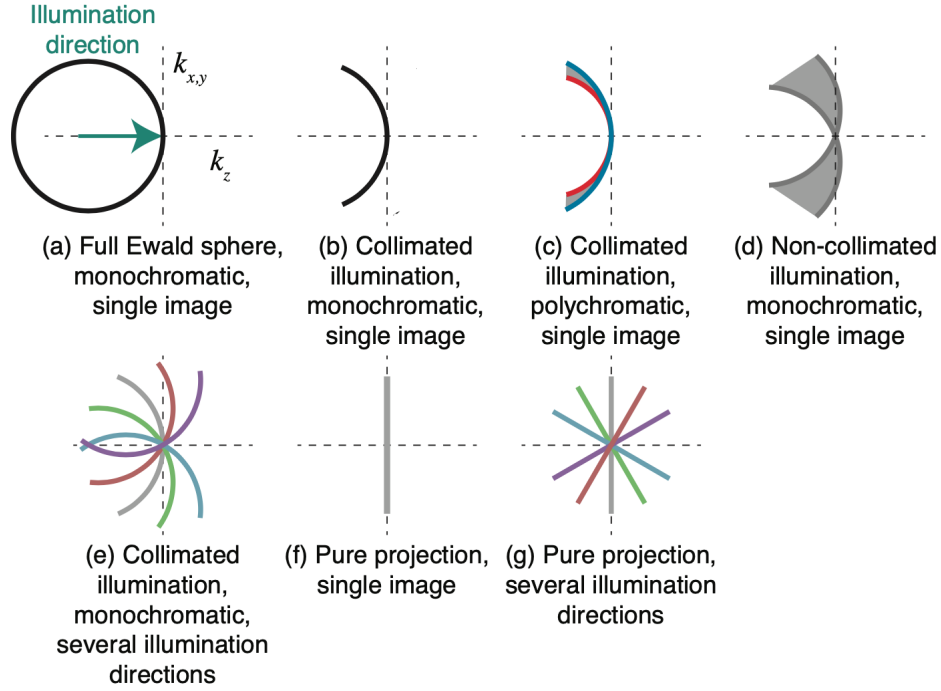 Illumination
direction
k_{x,y}
k_z
(a) Full Ewald sphere,
monochromatic,
single image
(b) Collimated
illumination,
monochromatic,
single image
(c) Collimated
illumination,
polychromatic,
single image
(d) Non-collimated
illumination,
monochromatic,
single image
(e) Collimated
illumination,
monochromatic,
several illumination
directions
(f) Pure projection,
single image
(g) Pure projection,
several illumination
directions